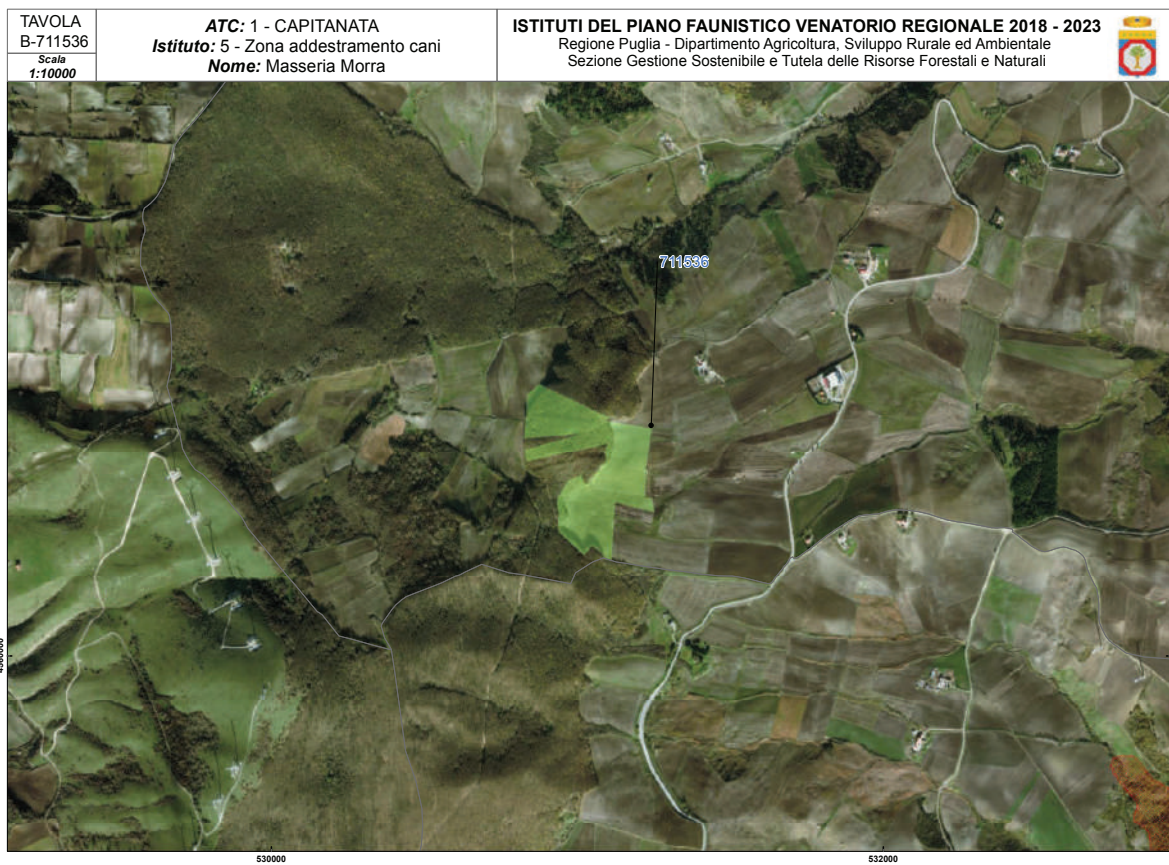 TAVOLA
B-711536
Scala
1:10000
ATC: 1 - CAPITANATA
Istituto: 5 - Zona addestramento cani
Nome: Masseria Morra
ISTITUTI DEL PIANO FAUNISTICO VENATORIO REGIONALE 2018 - 2023
Regione Puglia - Dipartimento Agricoltura, Sviluppo Rurale ed Ambientale
Sezione Gestione Sostenibile e Tutela delle Risorse Forestali e Naturali
711536
530000
532000